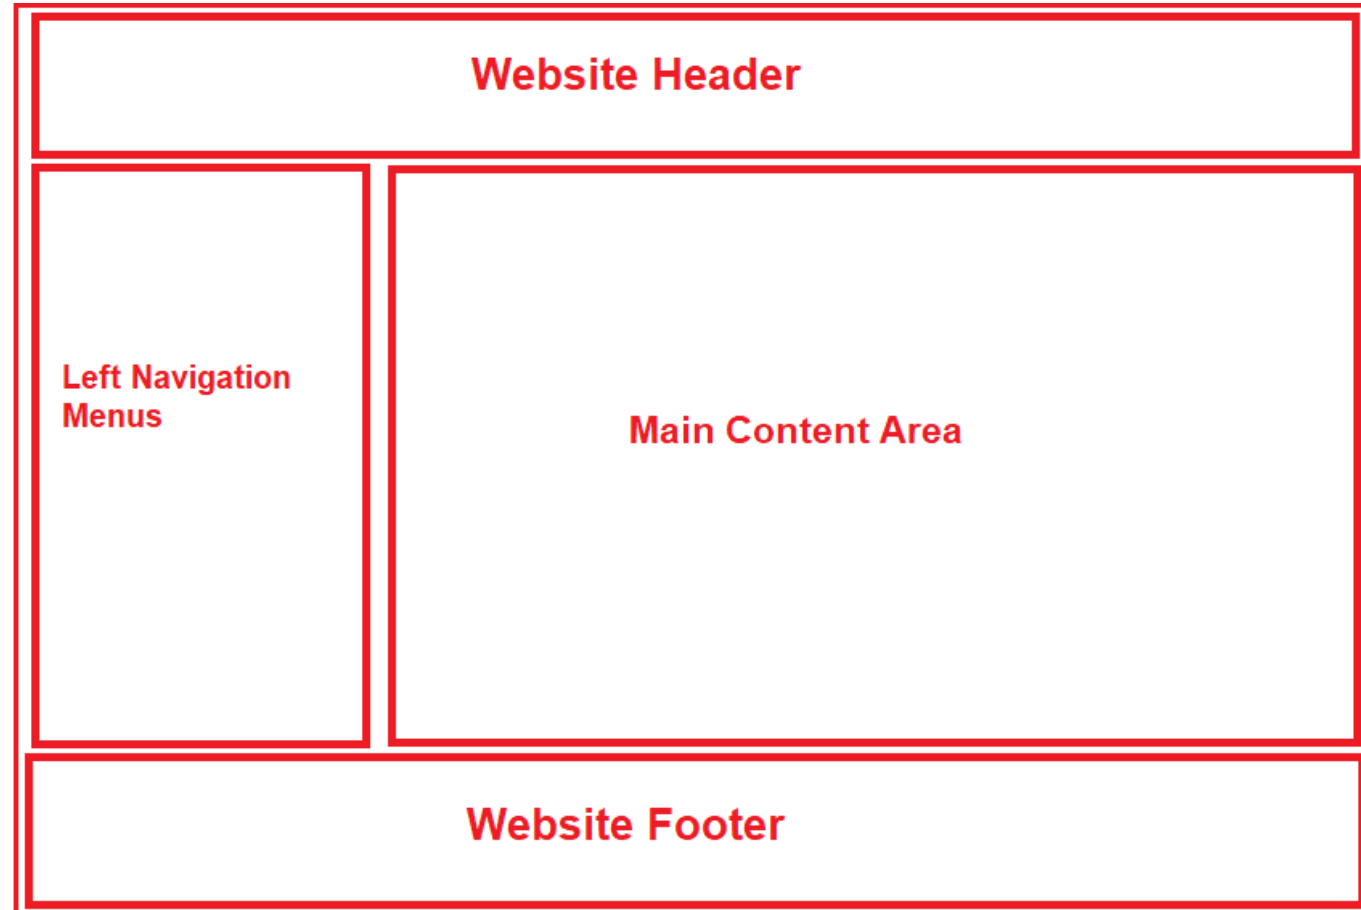 Website Header
Left Navigation
Menus
Main Content Area
Website Footer